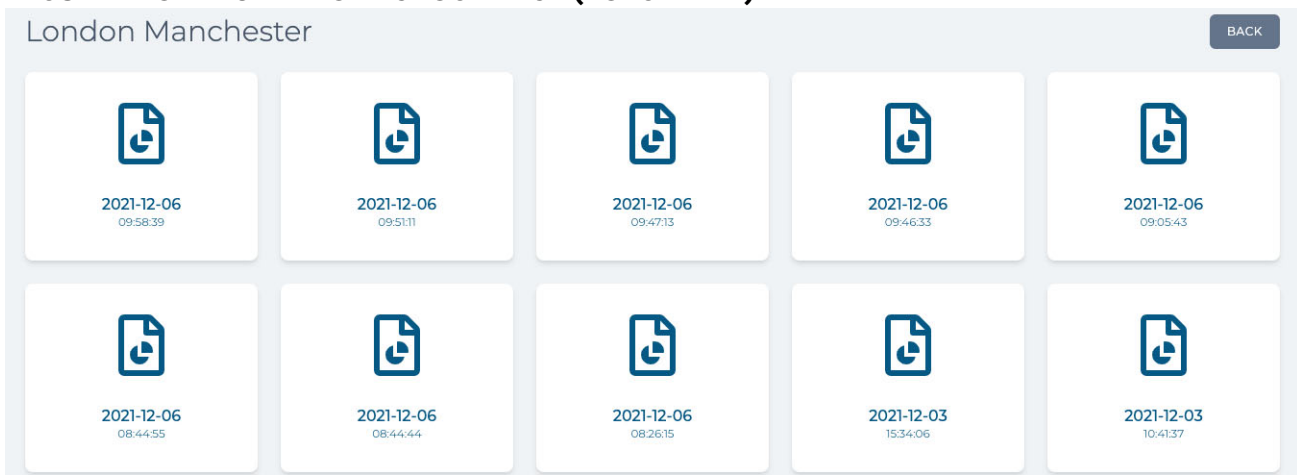 London Manchester BACK
2021-12-06 2021-12-06 2021-12-06 2021-12-06 2021-12-06
09:58:39 09:51:11 09:47:13 09:46:33 09:05:43
2021-12-06 2021-12-06 2021-12-06 2021-12-03 2021-12-03
08:44:55 08:44:44 08:26:15 15:34:06 10:41:37